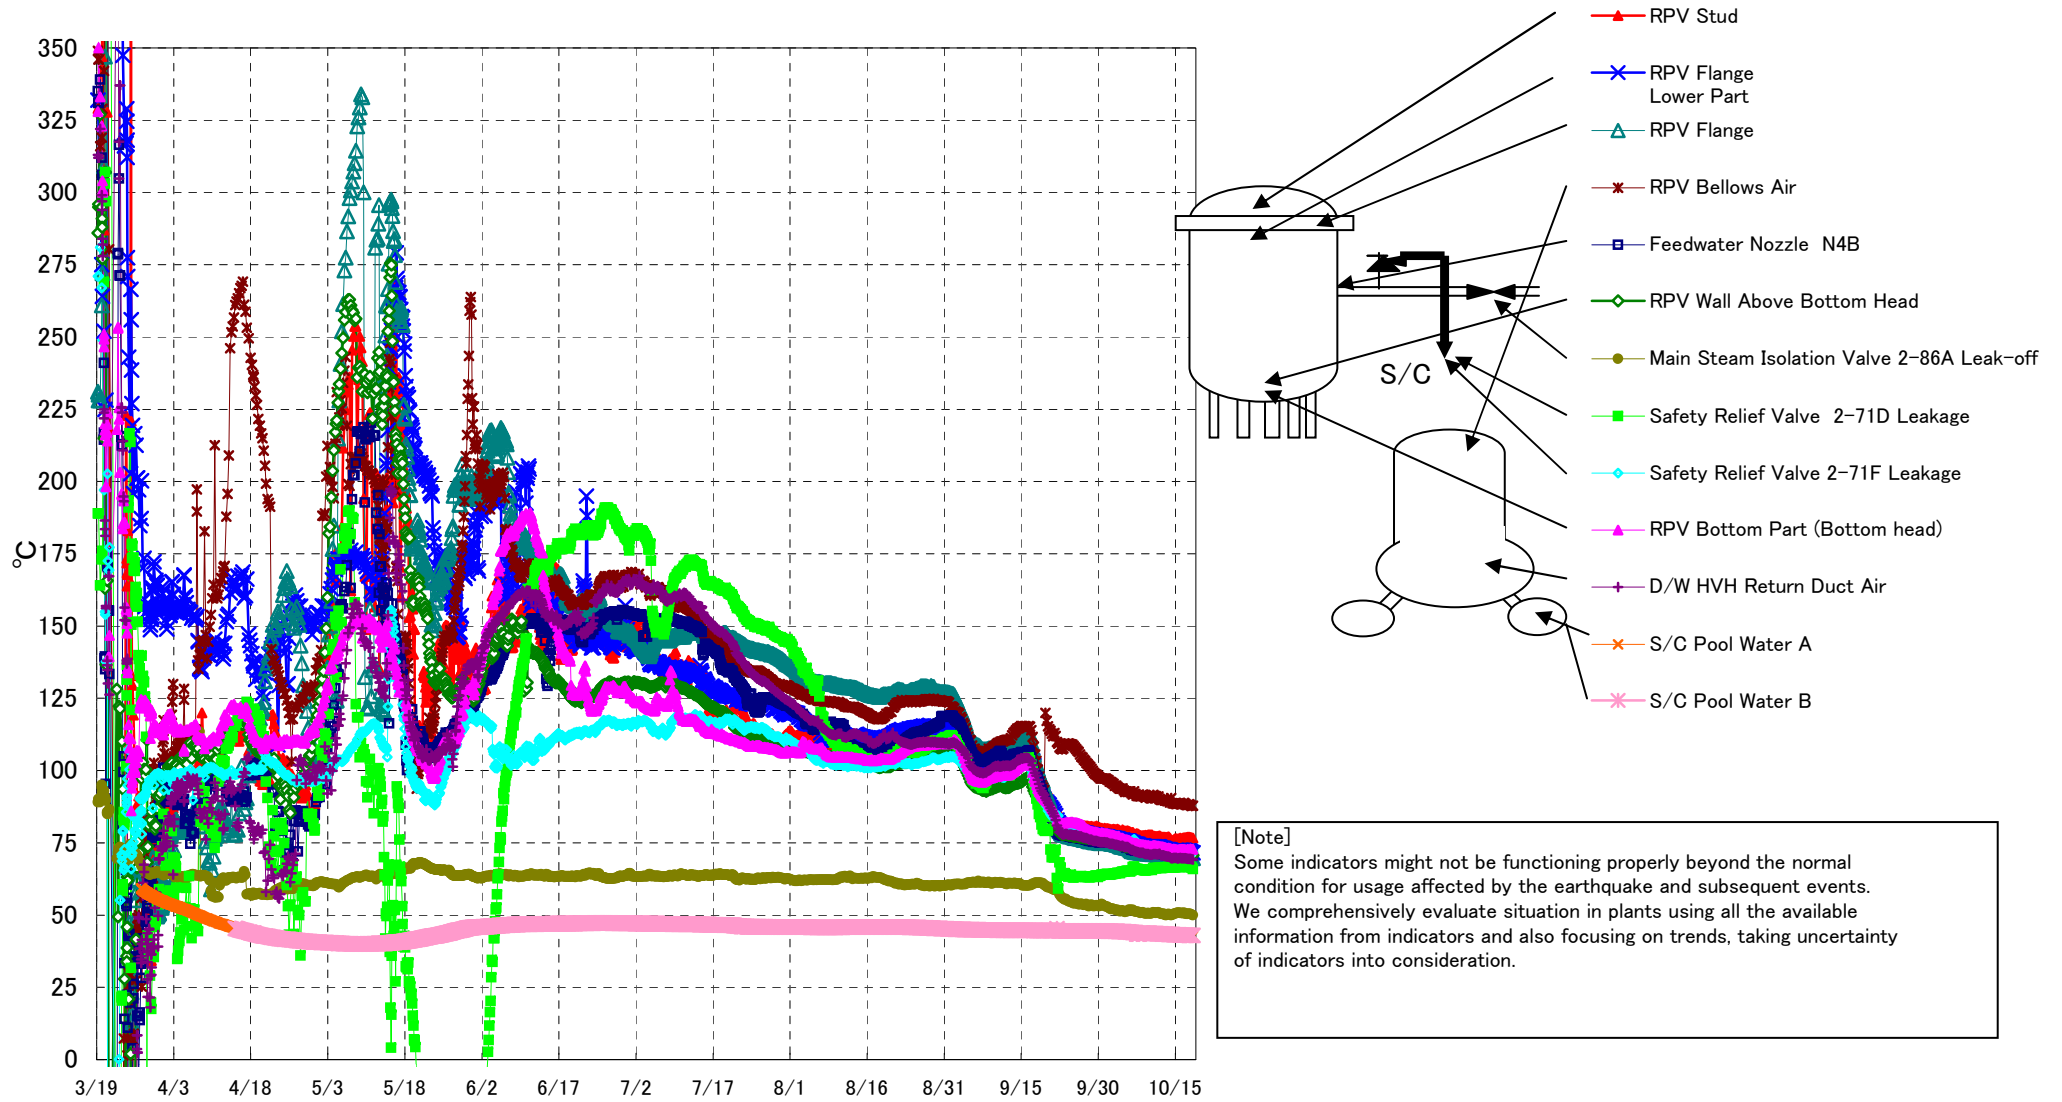 350
325
300
275
250
225
200
175
150
125
100
75
50
25
0
℃
3/19 4/3 4/18 5/3 5/18 6/2 6/17 7/2 7/17 8/1 8/16 8/31 9/15 9/30 10/15
RPV Stud
RPV Flange
Lower Part
RPV Flange
RPV Bellows Air
Feedwater Nozzle N4B
RPV Wall Above Bottom Head
Main Steam Isolation Valve 2-86A Leak-off
Safety Relief Valve 2-71D Leakage
Safety Relief Valve 2-71F Leakage
RPV Bottom Part (Bottom head)
D/W HVH Return Duct Air
S/C Pool Water A
S/C Pool Water B
S/C
[Note]
Some indicators might not be functioning properly beyond the normal
condition for usage affected by the earthquake and subsequent events.
We comprehensively evaluate situation in plants using all the available
information from indicators and also focusing on trends, taking uncertainty
of indicators into consideration.